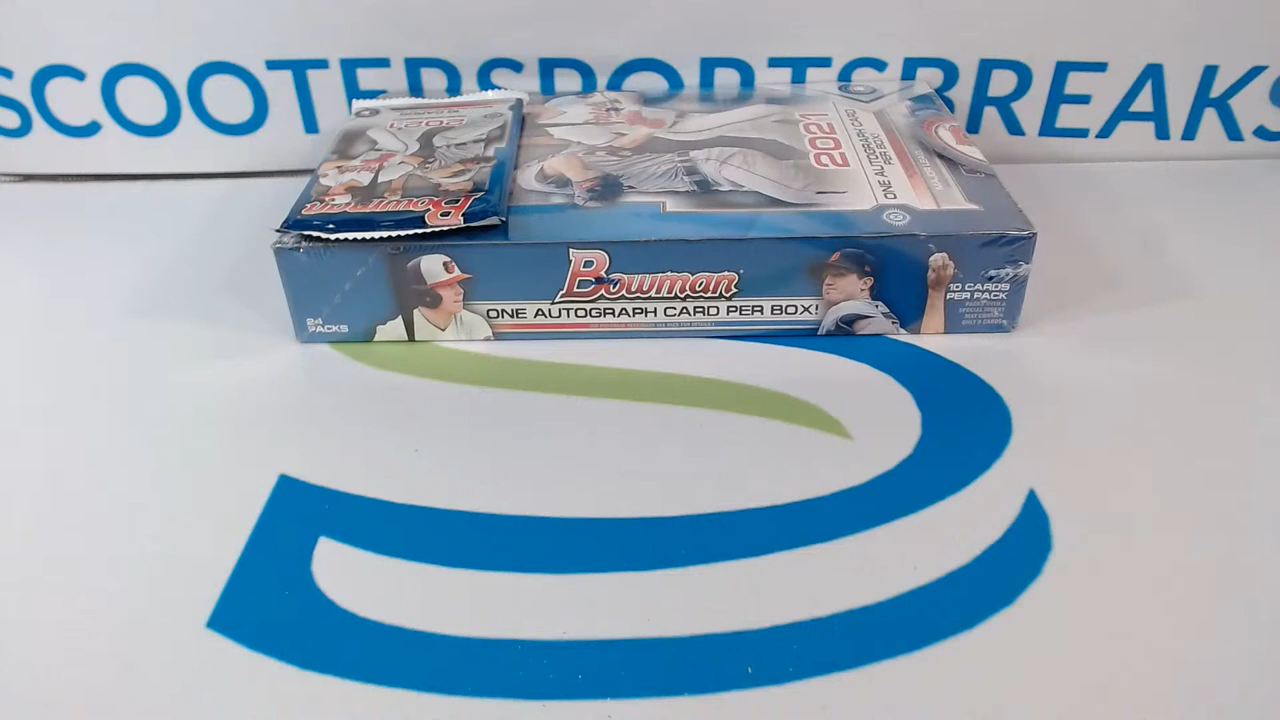 SCOOTERSPORTSBREAKS
2021
Bowman
2021
ONE AUTOGRAPH CARD
PER BOX!
Bowman
ONE AUTOGRAPH CARD PER BOX!
24
PACKS
10 CARDS
PER PACK